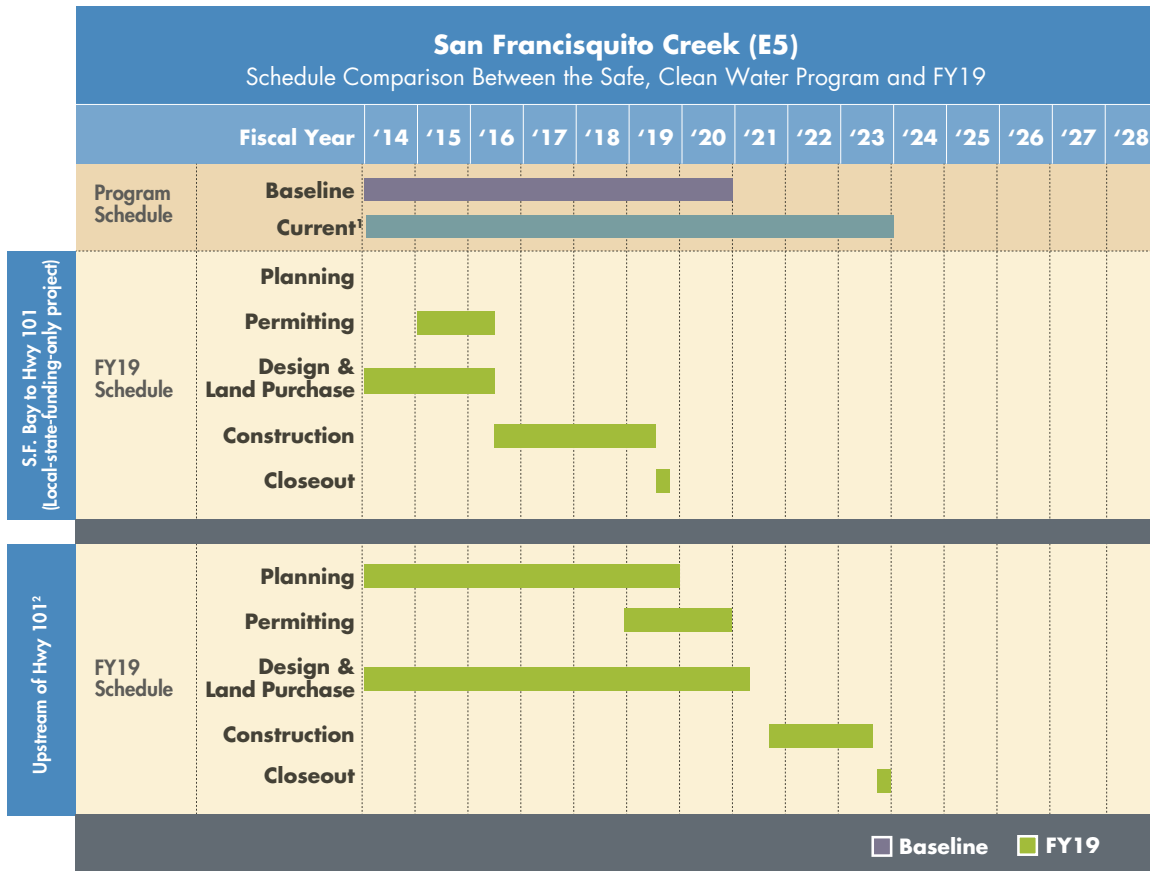 San Francisquito Creek (E5)
Schedule Comparison Between the Safe, Clean Water Program and FY19
Fiscal Year ‘14 ‘15 ‘16 ‘17 ‘18 ‘19 ‘20 ‘21 ‘22 ‘23 ‘24 ‘25 ‘26 ‘27 ‘28
Program
Schedule
Baseline
Current¹
S.F. Bay to Hwy 101
(Local-state-funding-only project)
FY19
Schedule
Planning
Permitting
Design &
Land Purchase
Construction
Closeout
Upstream of Hwy 101²
FY19
Schedule
Planning
Permitting
Design &
Land Purchase
Construction
Closeout
Baseline FY19